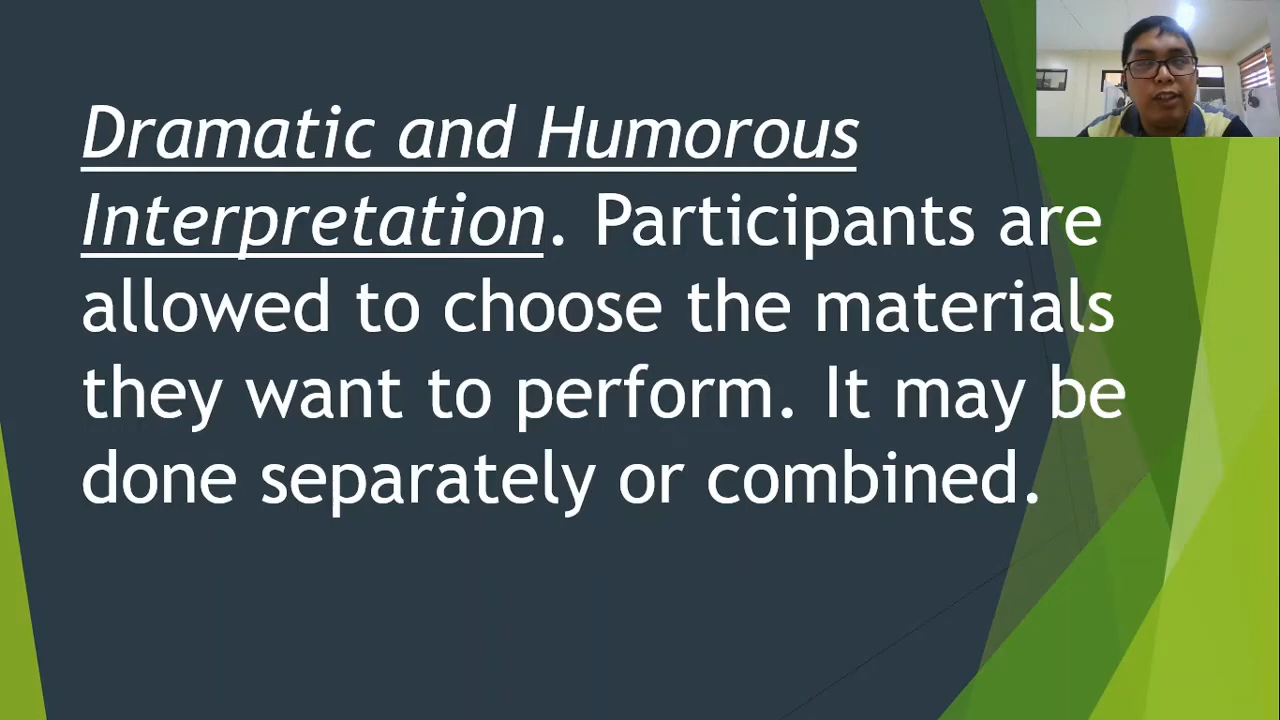 Dramatic and Humorous
Interpretation. Participants are
allowed to choose the materials
they want to perform. It may be
done separately or combined.